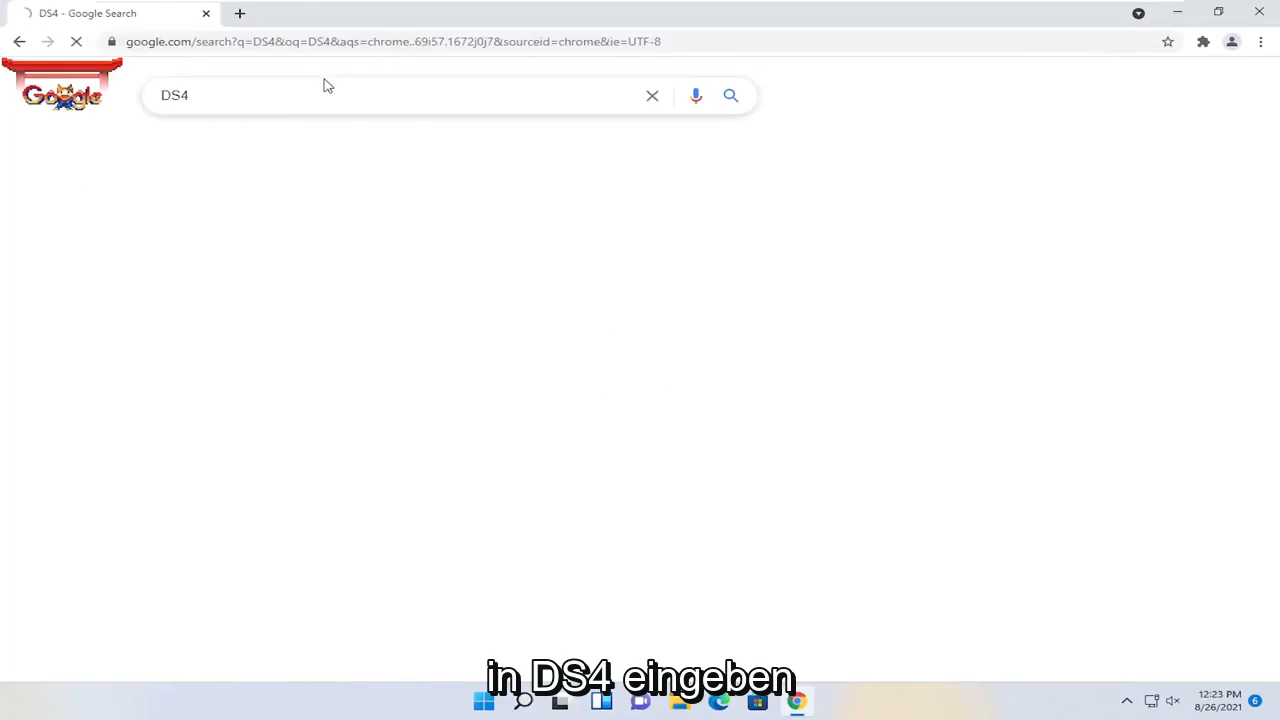 DS4 - Google Search
google.com/search?q=DS4&oq=DS4&aqs=chrome..69i57.1672j0j7&sourceid=chrome&ie=UTF-8
Google
DS4
in DS4 eingeben
12:23 PM
8/26/2021
6